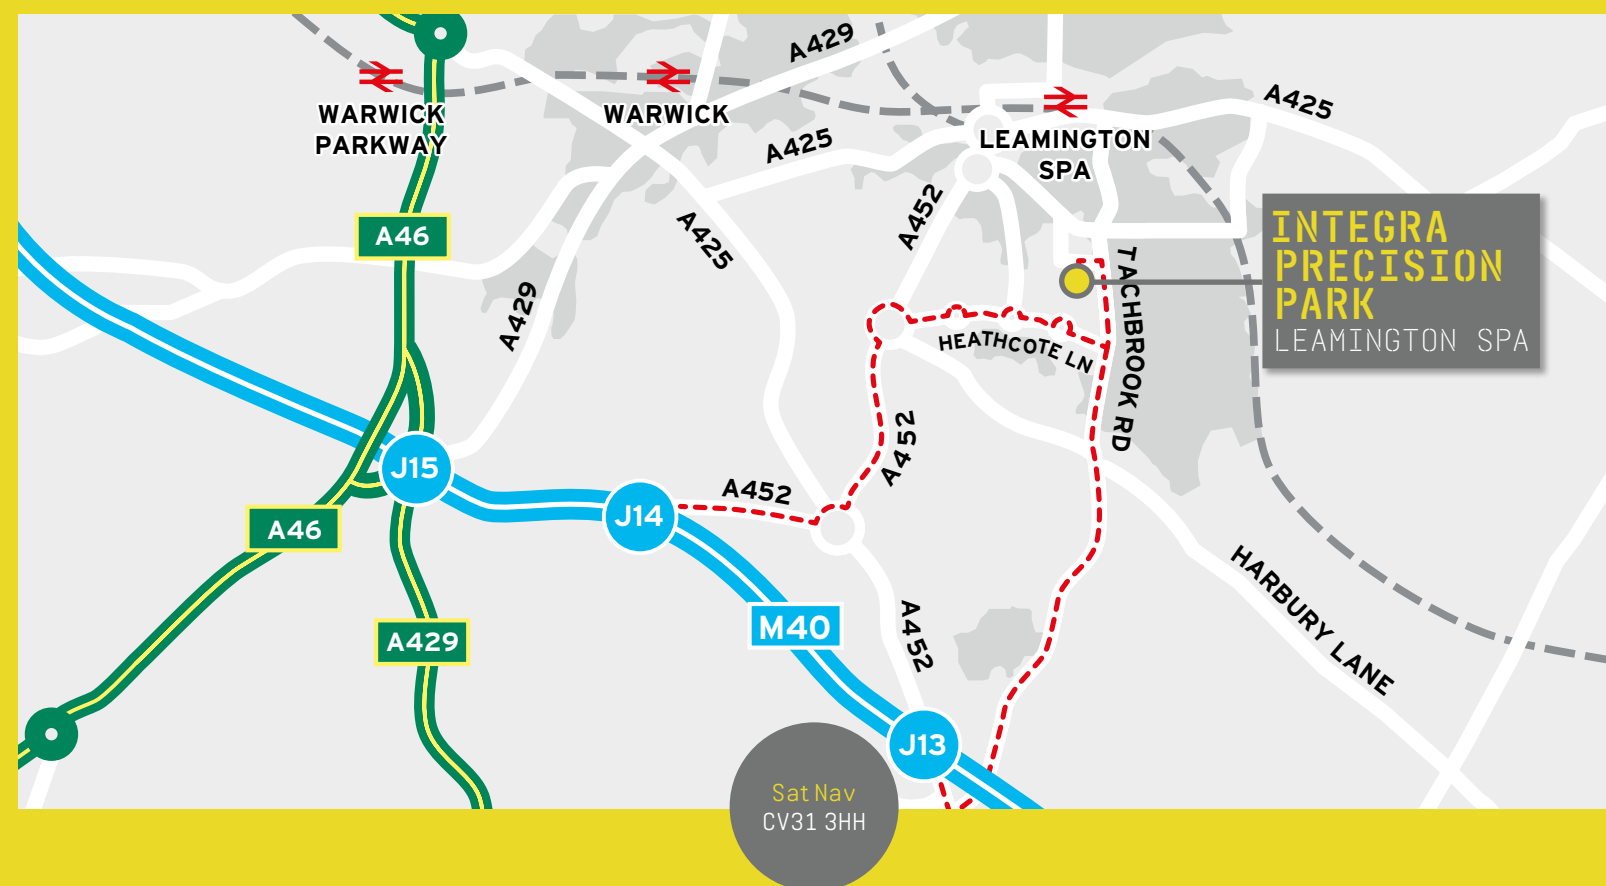 A429
WARWICK
PARKWAY
WARWICK
A425
LEAMINGTON
SPA
A425
A46
A452
A425
INTEGRA
PRECISION
PARK
LEAMINGTON SPA
A429
HEATHCOTE LN
TACHBROOK RD
A452
J15
A452
J14
A46
HARBURY LANE
M40
A429
A452
J13
Sat Nav
CV31 3HH